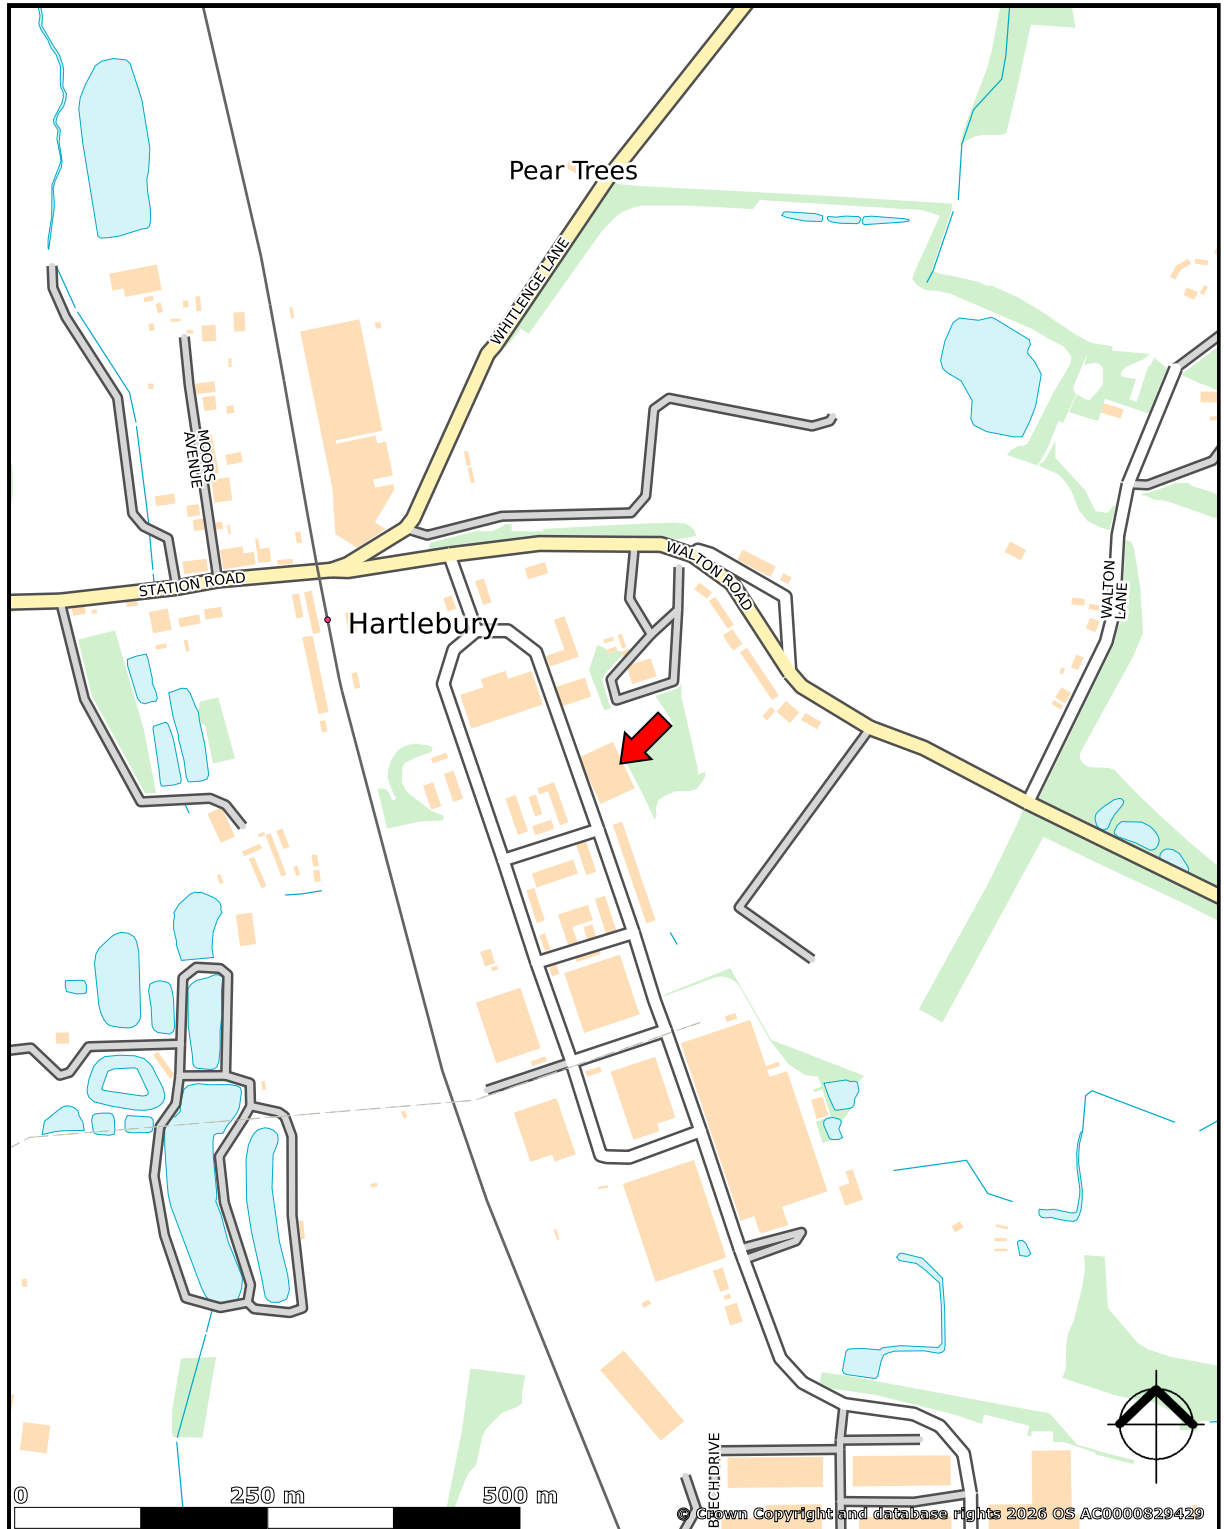 Pear Trees
WHITLENGE LANE
MOORS
AVENUE
STATION ROAD
WALTON ROAD
WALTON
LANE
Hartlebury
BEECH DRIVE
0
250 m
500 m
© Crown Copyright and database rights 2026 OS AC0000829429